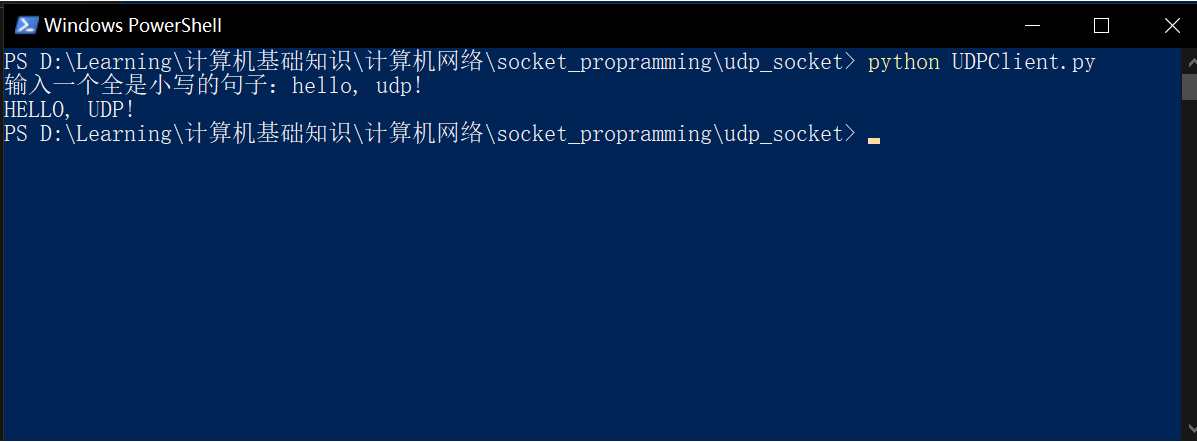 Windows PowerShell
PS D:\Learning\计算机基础知识\计算机网络\socket_propramming\udp_socket> python UDPClient.py
输入一个全是小写的句子：hello, udp!
HELLO, UDP!
PS D:\Learning\计算机基础知识\计算机网络\socket_propramming\udp_socket>